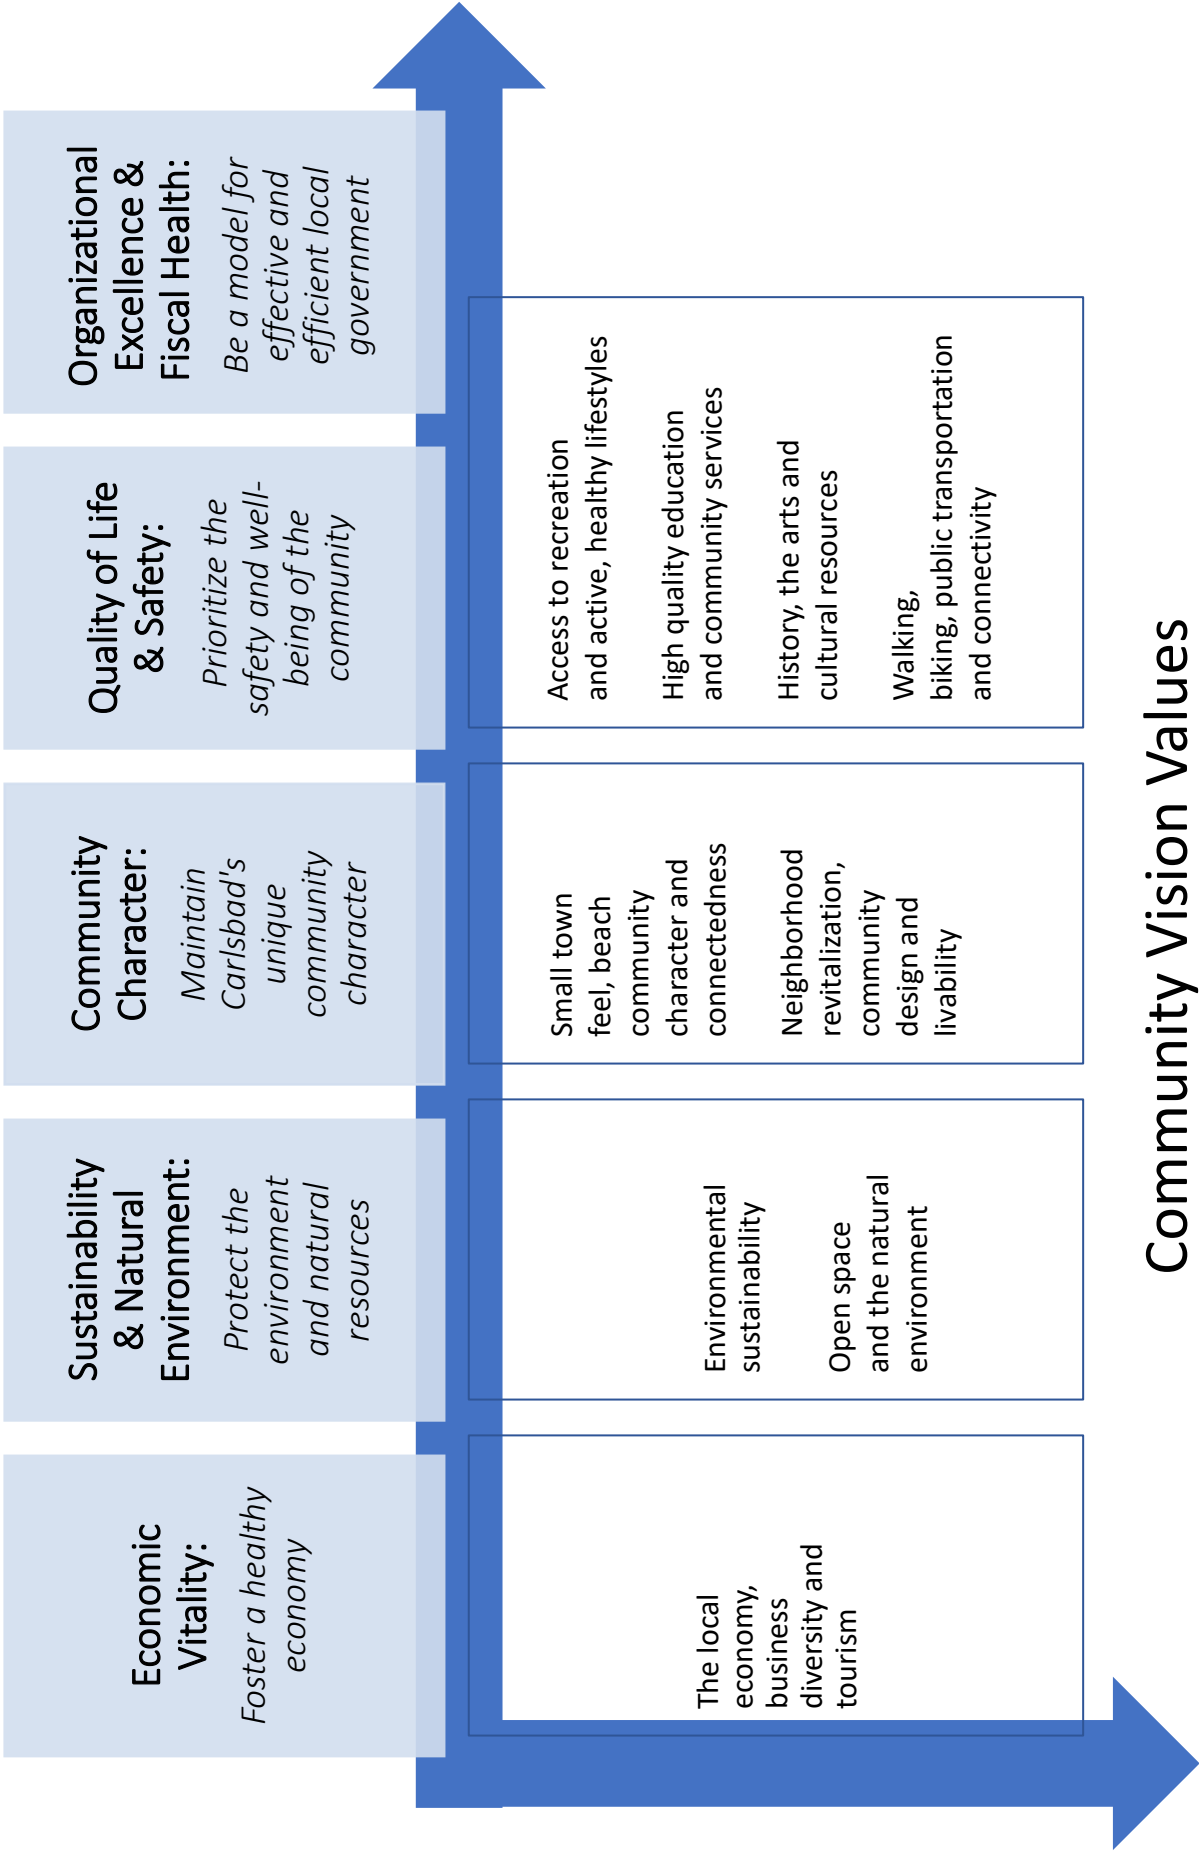 Economic
Vitality:
Foster a healthy
economy
Sustainability
& Natural
Environment:
Protect the
environment
and natural
resources
Community
Character:
Maintain
Carlsbad's
unique
community
character
Quality of Life
& Safety:
Prioritize the
safety and well-
being of the
community
Organizational
Excellence &
Fiscal Health:
Be a model for
effective and
efficient local
government
The local
economy,
business
diversity and
tourism
Environmental
sustainability
Open space
and the natural
environment
Small town
feel, beach
community
character and
connectedness
Neighborhood
revitalization,
community
design and
livability
Access to recreation
and active, healthy lifestyles
High quality education
and community services
History, the arts and
cultural resources
Walking,
biking, public transportation
and connectivity
Community Vision Values